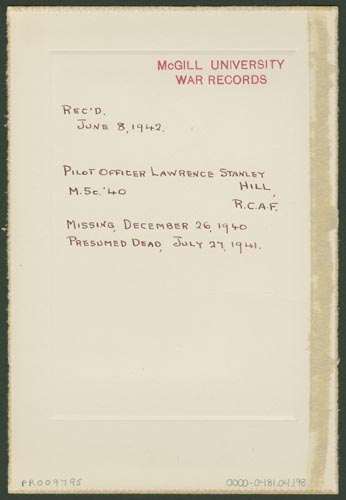 McGILL UNIVERSITY
WAR RECORDS
REC'D.
JUNE 8, 1942.
PILOT OFFICER LAWRENCE STANLEY
HILL,
M.Sc. '40
R.C.A.F.
MISSING, DECEMBER 26, 1940
PRESUMED DEAD, JULY 27, 1941.
PR009795
0000-0481.04.198